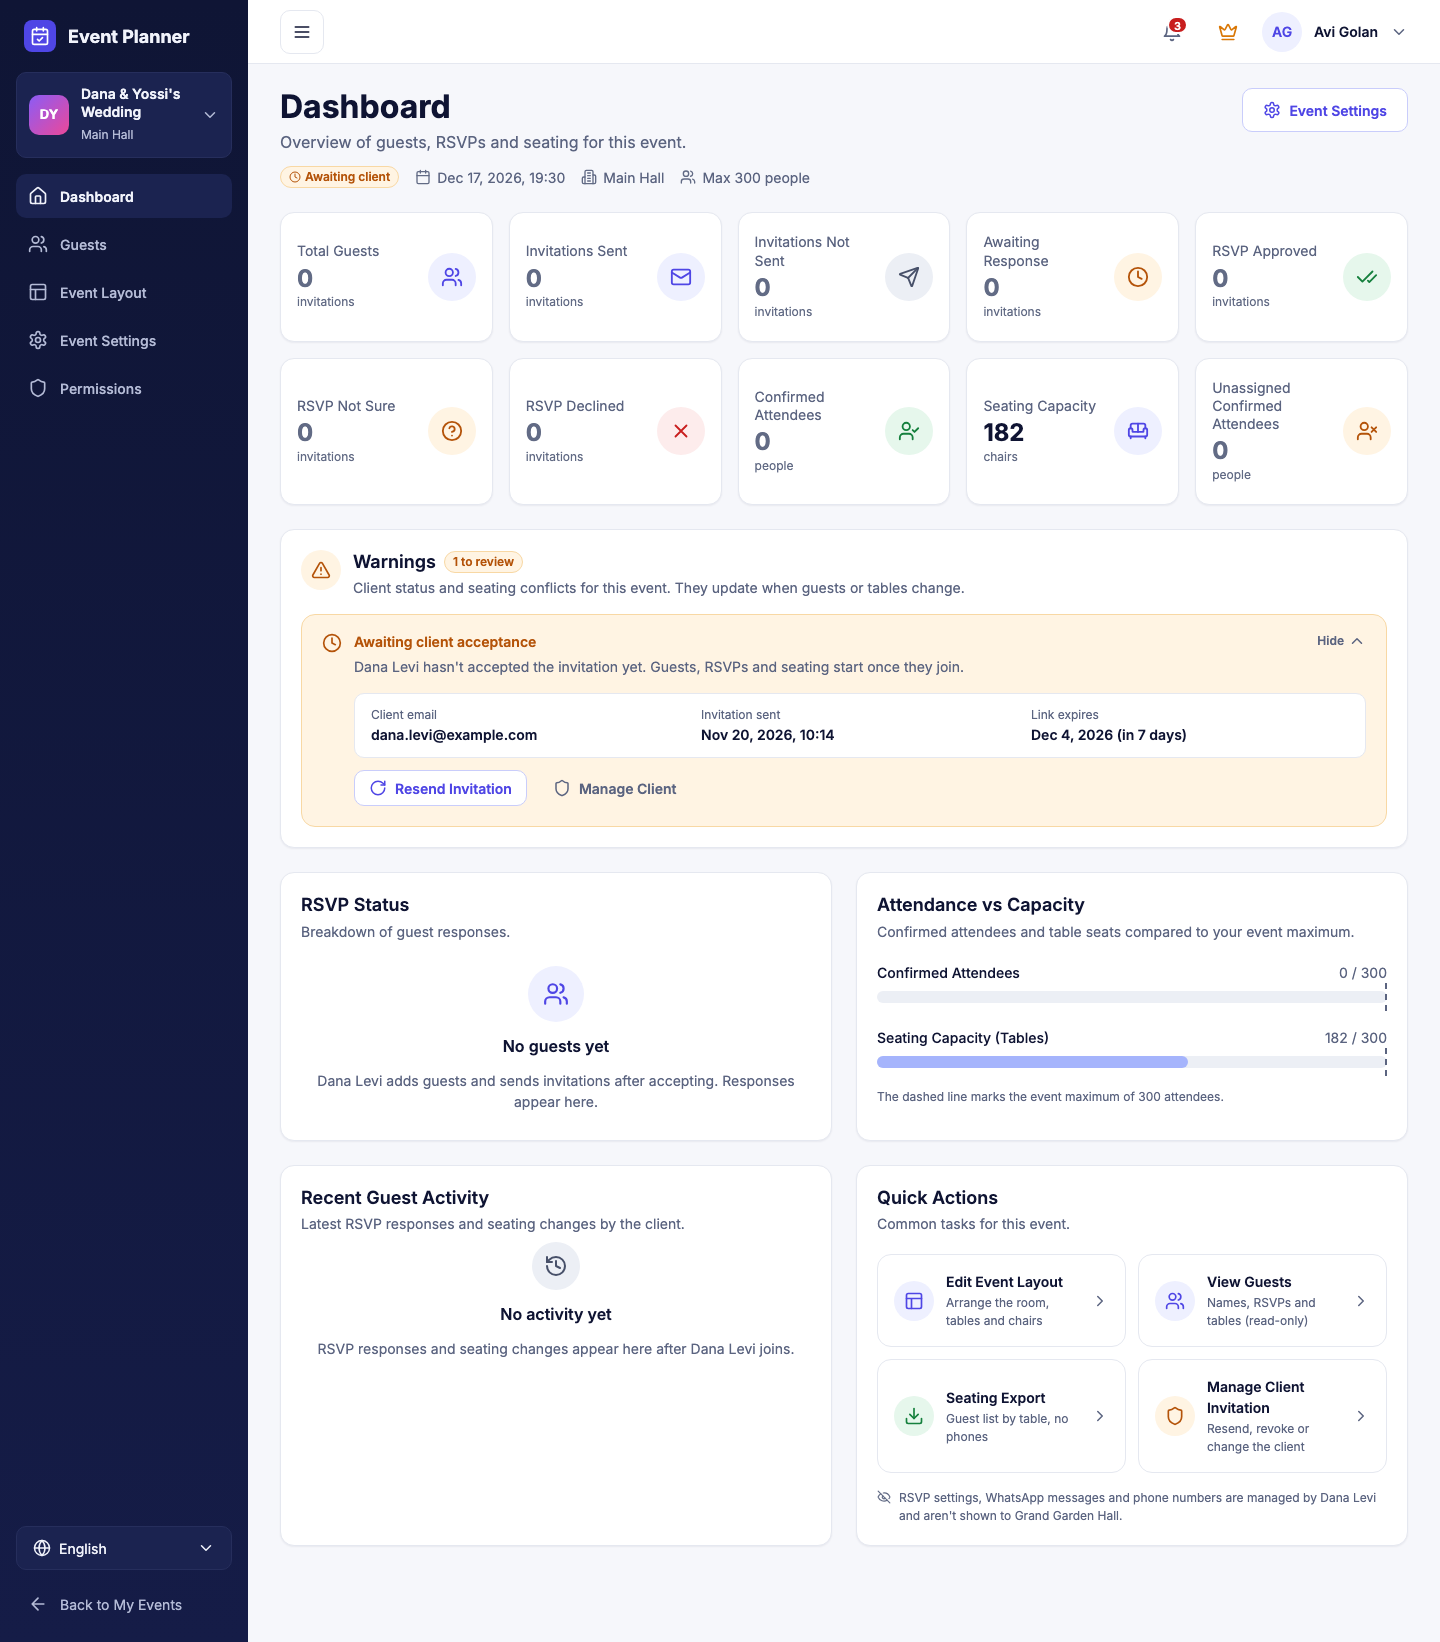 Event Planner
DY
Dana & Yossi's
Wedding
Main Hall
Dashboard
Guests
Event Layout
Event Settings
Permissions
English
Back to My Events
3
AG
Avi Golan
Dashboard
Overview of guests, RSVPs and seating for this event.
Event Settings
Awaiting client
Dec 17, 2026, 19:30
Main Hall
Max 300 people
Total Guests
0
invitations
Invitations Sent
0
invitations
Invitations Not
Sent
0
invitations
Awaiting
Response
0
invitations
RSVP Approved
0
invitations
RSVP Not Sure
0
invitations
RSVP Declined
0
invitations
Confirmed
Attendees
0
people
Seating Capacity
182
chairs
Unassigned
Confirmed
Attendees
0
people
Warnings
1 to review
Client status and seating conflicts for this event. They update when guests or tables change.
Awaiting client acceptance
Hide
Dana Levi hasn't accepted the invitation yet. Guests, RSVPs and seating start once they join.
Client email
dana.levi@example.com
Invitation sent
Nov 20, 2026, 10:14
Link expires
Dec 4, 2026 (in 7 days)
Resend Invitation
Manage Client
RSVP Status
Breakdown of guest responses.
No guests yet
Dana Levi adds guests and sends invitations after accepting. Responses
appear here.
Attendance vs Capacity
Confirmed attendees and table seats compared to your event maximum.
Confirmed Attendees
0 / 300
Seating Capacity (Tables)
182 / 300
The dashed line marks the event maximum of 300 attendees.
Recent Guest Activity
Latest RSVP responses and seating changes by the client.
No activity yet
RSVP responses and seating changes appear here after Dana Levi joins.
Quick Actions
Common tasks for this event.
Edit Event Layout
Arrange the room,
tables and chairs
View Guests
Names, RSVPs and
tables (read-only)
Seating Export
Guest list by table, no
phones
Manage Client
Invitation
Resend, revoke or
change the client
RSVP settings, WhatsApp messages and phone numbers are managed by Dana Levi
and aren't shown to Grand Garden Hall.